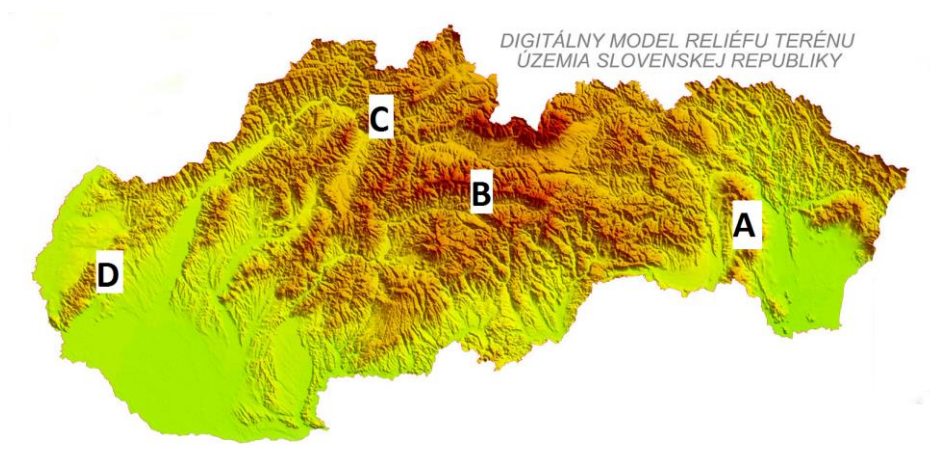 DIGITÁLNY MODEL RELIÉFU TERÉNU
ÚZEMIA SLOVENSKEJ REPUBLIKY
C
B
A
D